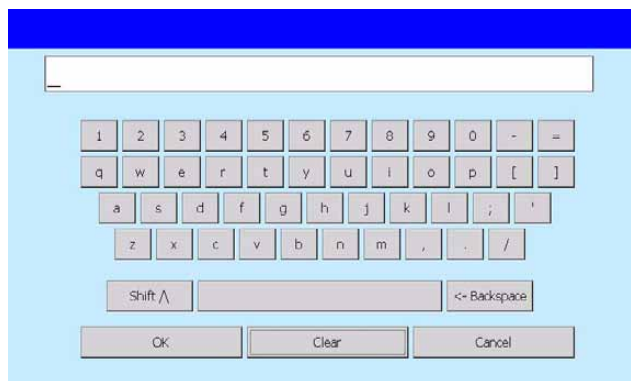 _
1 2 3 4 5 6 7 8 9 0 - =
q w e r t y u i o p [ ]
a s d f g h j k l ; '
z x c v b n m , . /
Shift /\ <- Backspace
OK Clear Cancel